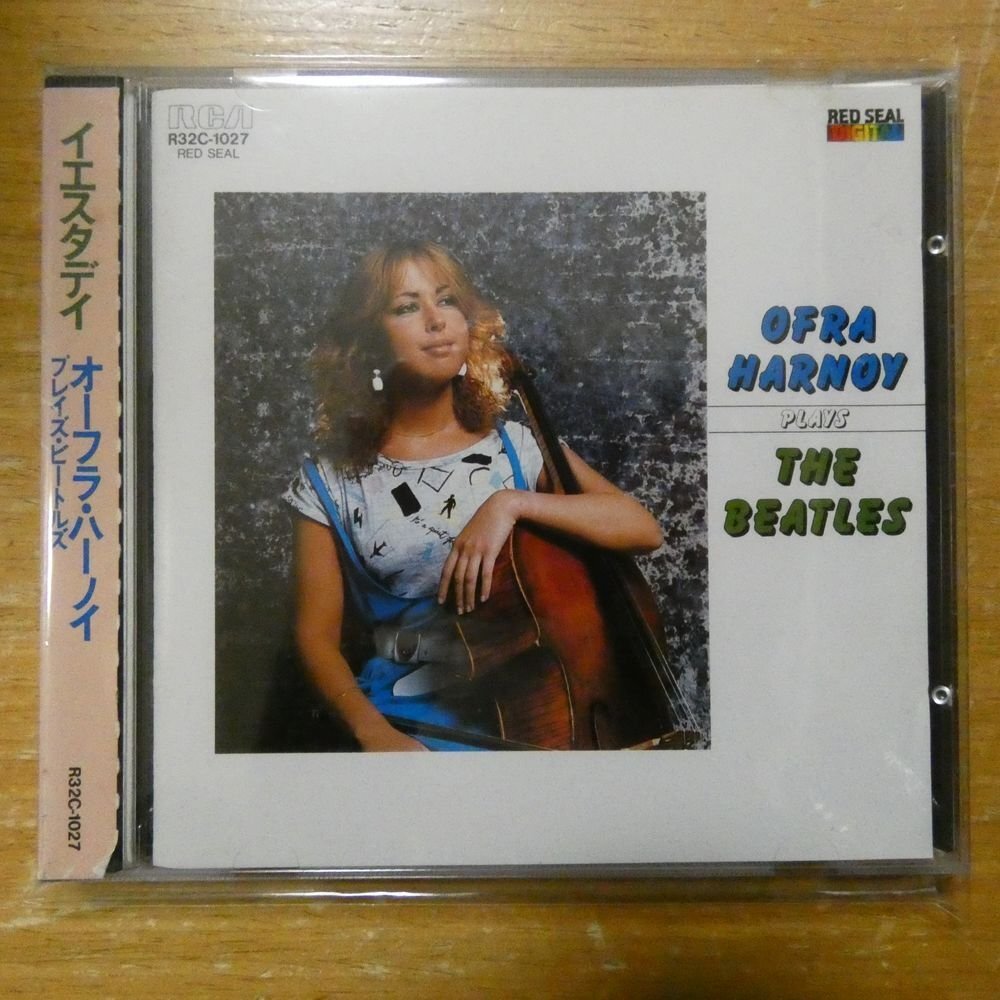 イエスタデイ
オーフラ・ハーノイ
プレイズ・ビートルズ
R32C-1027
RCA
R32C-1027
RED SEAL
RED SEAL
DIGITAL
OFRA
HARNOY
PLAYS
THE
BEATLES